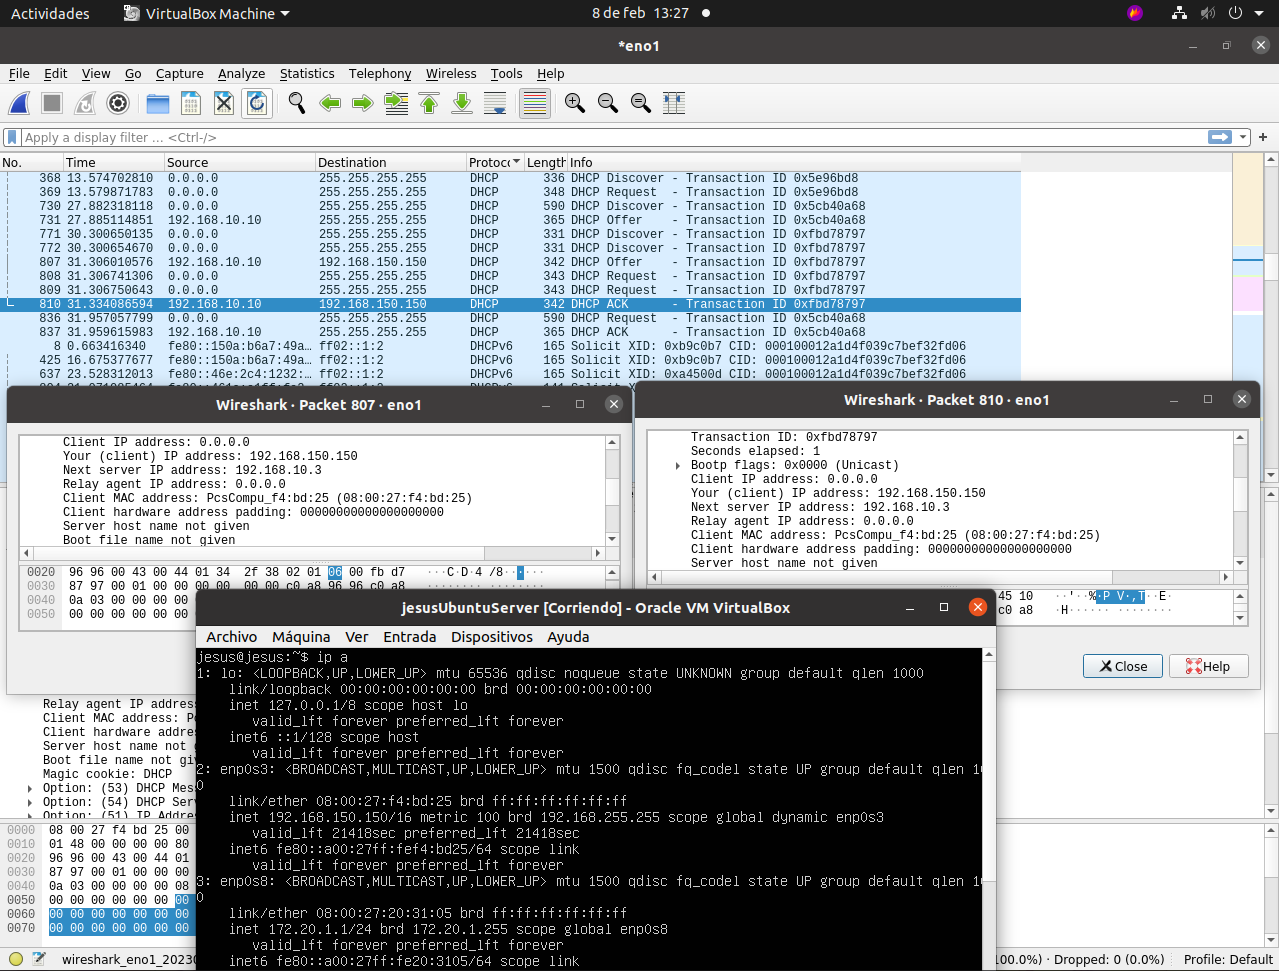 Actividades VirtualBox Machine 8 de feb 13:27
*eno1
File Edit View Go Capture Analyze Statistics Telephony Wireless Tools Help
Apply a display filter ... <Ctrl-/>
No. Time Source Destination Protoco Length Info
368 13.574702810 0.0.0.0 255.255.255.255 DHCP 336 DHCP Discover - Transaction ID 0x5e96bd8
369 13.579871783 0.0.0.0 255.255.255.255 DHCP 348 DHCP Request - Transaction ID 0x5e96bd8
730 27.882318118 0.0.0.0 255.255.255.255 DHCP 590 DHCP Discover - Transaction ID 0x5cb40a68
731 27.885114851 192.168.10.10 255.255.255.255 DHCP 365 DHCP Offer - Transaction ID 0x5cb40a68
771 30.300650135 0.0.0.0 255.255.255.255 DHCP 331 DHCP Discover - Transaction ID 0xfbd78797
772 30.300654670 0.0.0.0 255.255.255.255 DHCP 331 DHCP Discover - Transaction ID 0xfbd78797
807 31.306010576 192.168.10.10 192.168.150.150 DHCP 342 DHCP Offer - Transaction ID 0xfbd78797
808 31.306741306 0.0.0.0 255.255.255.255 DHCP 343 DHCP Request - Transaction ID 0xfbd78797
809 31.306750643 0.0.0.0 255.255.255.255 DHCP 343 DHCP Request - Transaction ID 0xfbd78797
810 31.334086594 192.168.10.10 192.168.150.150 DHCP 342 DHCP ACK - Transaction ID 0xfbd78797
836 31.957057799 0.0.0.0 255.255.255.255 DHCP 590 DHCP Request - Transaction ID 0x5cb40a68
837 31.959615983 192.168.10.10 255.255.255.255 DHCP 365 DHCP ACK - Transaction ID 0x5cb40a68
8 0.663416340 fe80::150a:b6a7:49a… ff02::1:2 DHCPv6 165 Solicit XID: 0xb9c0b7 CID: 000100012a1d4f039c7bef32fd06
425 16.675377677 fe80::150a:b6a7:49a… ff02::1:2 DHCPv6 165 Solicit XID: 0xb9c0b7 CID: 000100012a1d4f039c7bef32fd06
637 23.528312013 fe80::46e:2c4:1232:… ff02::1:2 DHCPv6 165 Solicit XID: 0xa4500d CID: 000100012a1d4f039c7bef32fd06
Wireshark · Packet 807 · eno1
Client IP address: 0.0.0.0
Your (client) IP address: 192.168.150.150
Next server IP address: 192.168.10.3
Relay agent IP address: 0.0.0.0
Client MAC address: PcsCompu_f4:bd:25 (08:00:27:f4:bd:25)
Client hardware address padding: 00000000000000000000
Server host name not given
Boot file name not given
0020 96 96 00 43 00 44 01 34 2f 38 02 01 06 00 fb d7 ···C·D·4 /8······
0030 87 97 00 01 00 00 00 00 00 00 c0 a8 96 96 c0 a8
0040 0a 03 00 00 00 00 08
0050 00 00 00 00 00 00 00
Wireshark · Packet 810 · eno1
Transaction ID: 0xfbd78797
Seconds elapsed: 1
Bootp flags: 0x0000 (Unicast)
Client IP address: 0.0.0.0
Your (client) IP address: 192.168.150.150
Next server IP address: 192.168.10.3
Relay agent IP address: 0.0.0.0
Client MAC address: PcsCompu_f4:bd:25 (08:00:27:f4:bd:25)
Client hardware address padding: 00000000000000000000
Server host name not given
45 10 ··'··%·P V··,T··E·
c0 a8 ·H······ ········
Close Help
jesusUbuntuServer [Corriendo] - Oracle VM VirtualBox
Archivo Máquina Ver Entrada Dispositivos Ayuda
jesus@jesus:~$ ip a
1: lo: <LOOPBACK,UP,LOWER_UP> mtu 65536 qdisc noqueue state UNKNOWN group default qlen 1000
link/loopback 00:00:00:00:00:00 brd 00:00:00:00:00:00
inet 127.0.0.1/8 scope host lo
valid_lft forever preferred_lft forever
inet6 ::1/128 scope host
valid_lft forever preferred_lft forever
2: enp0s3: <BROADCAST,MULTICAST,UP,LOWER_UP> mtu 1500 qdisc fq_codel state UP group default qlen 10
0
link/ether 08:00:27:f4:bd:25 brd ff:ff:ff:ff:ff:ff
inet 192.168.150.150/16 metric 100 brd 192.168.255.255 scope global dynamic enp0s3
valid_lft 21418sec preferred_lft 21418sec
inet6 fe80::a00:27ff:fef4:bd25/64 scope link
valid_lft forever preferred_lft forever
3: enp0s8: <BROADCAST,MULTICAST,UP,LOWER_UP> mtu 1500 qdisc fq_codel state UP group default qlen 10
0
link/ether 08:00:27:20:31:05 brd ff:ff:ff:ff:ff:ff
inet 172.20.1.1/24 brd 172.20.1.255 scope global enp0s8
valid_lft forever preferred_lft forever
inet6 fe80::a00:27ff:fe20:3105/64 scope link
Relay agent IP address
Client MAC address: Pc
Client hardware addres
Server host name not g
Boot file name not giv
Magic cookie: DHCP
Option: (53) DHCP Mes
Option: (54) DHCP Serv
Option: (51) IP Addre
0000 08 00 27 f4 bd 25 00
0010 01 48 00 00 00 00 80
0020 96 96 00 43 00 44 01
0030 87 97 00 01 00 00 00
0040 0a 03 00 00 00 00 08
0050 00 00 00 00 00 00 00
0060 00 00 00 00 00 00 00
0070 00 00 00 00 00 00 00
wireshark_eno1_20230 100.0%) · Dropped: 0 (0.0%) Profile: Default